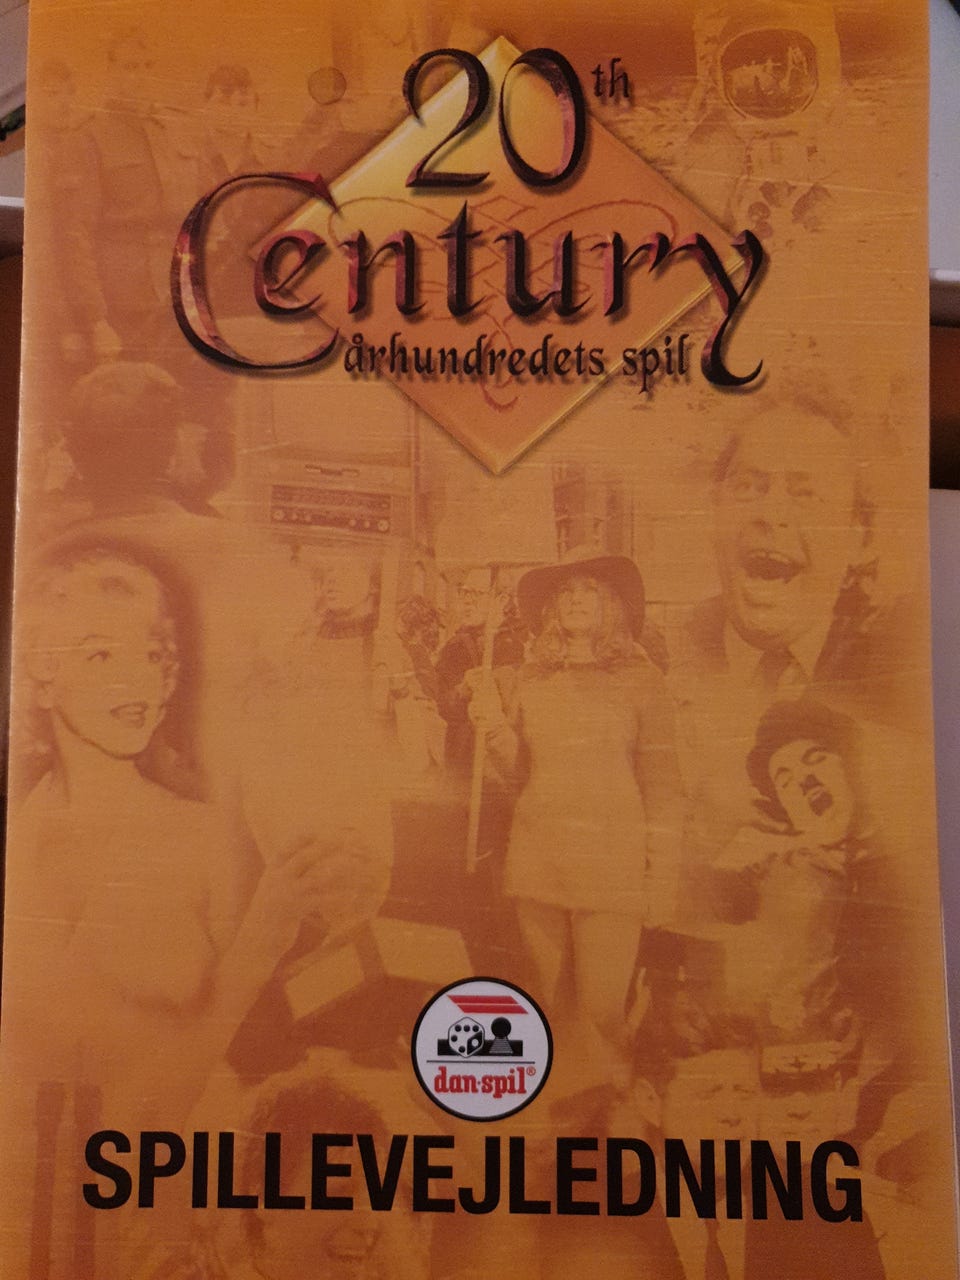 20th
Century
århundredets spil
dan-spil®
SPILLEVEJLEDNING